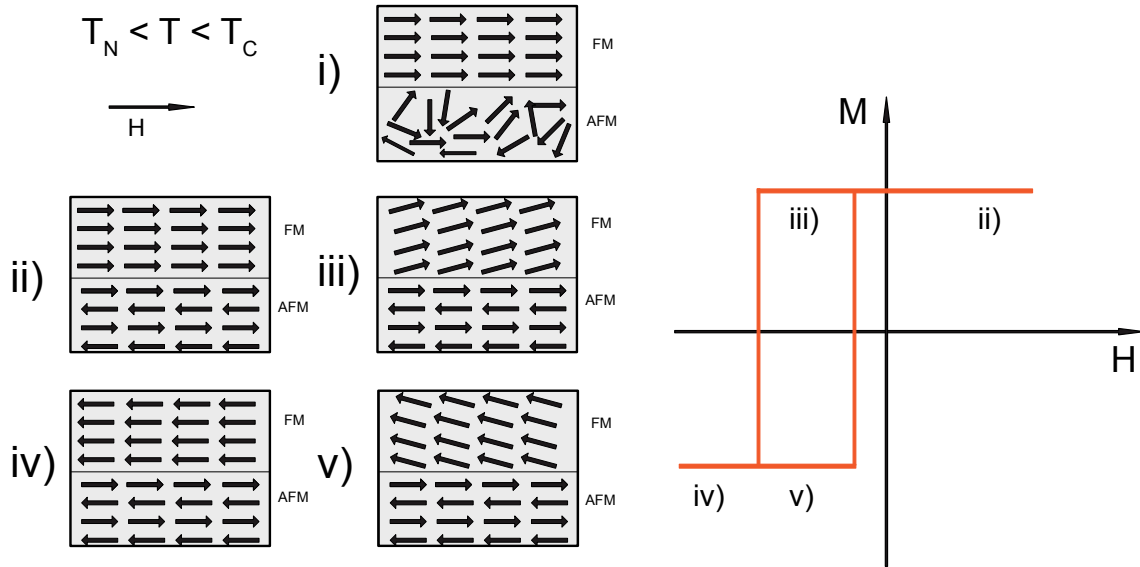 T_N < T < T_C
H
i)
FM
AFM
ii)
FM
AFM
iii)
FM
AFM
iv)
FM
AFM
v)
FM
AFM
M
iii)
ii)
H
iv)
v)